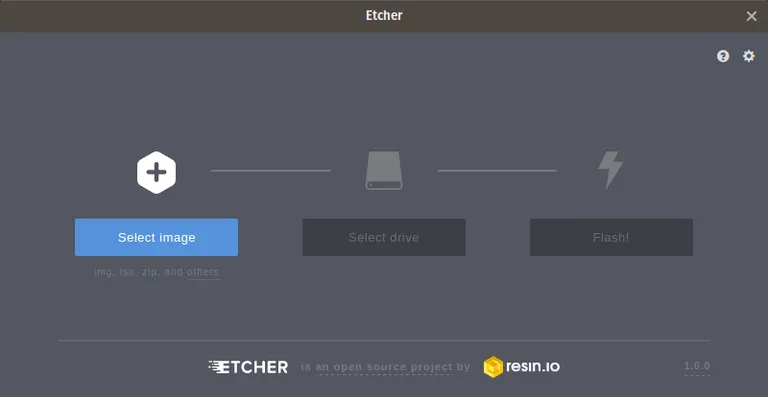 Etcher
Select image
Select drive
Flash!
img, iso, zip, and others
ETCHER is an open source project by resin.io
1.0.0